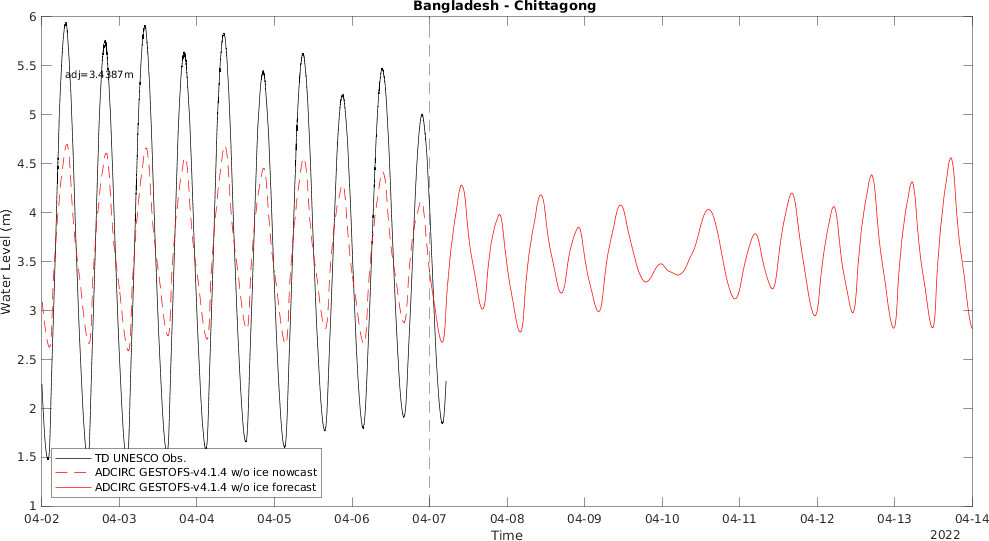 Bangladesh - Chittagong
6
5.5
adj=3.4387m
5
4.5
4
3.5
3
2.5
2
1.5
1
Water Level (m)
TD UNESCO Obs.
ADCIRC GESTOFS-v4.1.4 w/o ice nowcast
ADCIRC GESTOFS-v4.1.4 w/o ice forecast
04-02 04-03 04-04 04-05 04-06 04-07 04-08 04-09 04-10 04-11 04-12 04-13 04-14
Time
2022